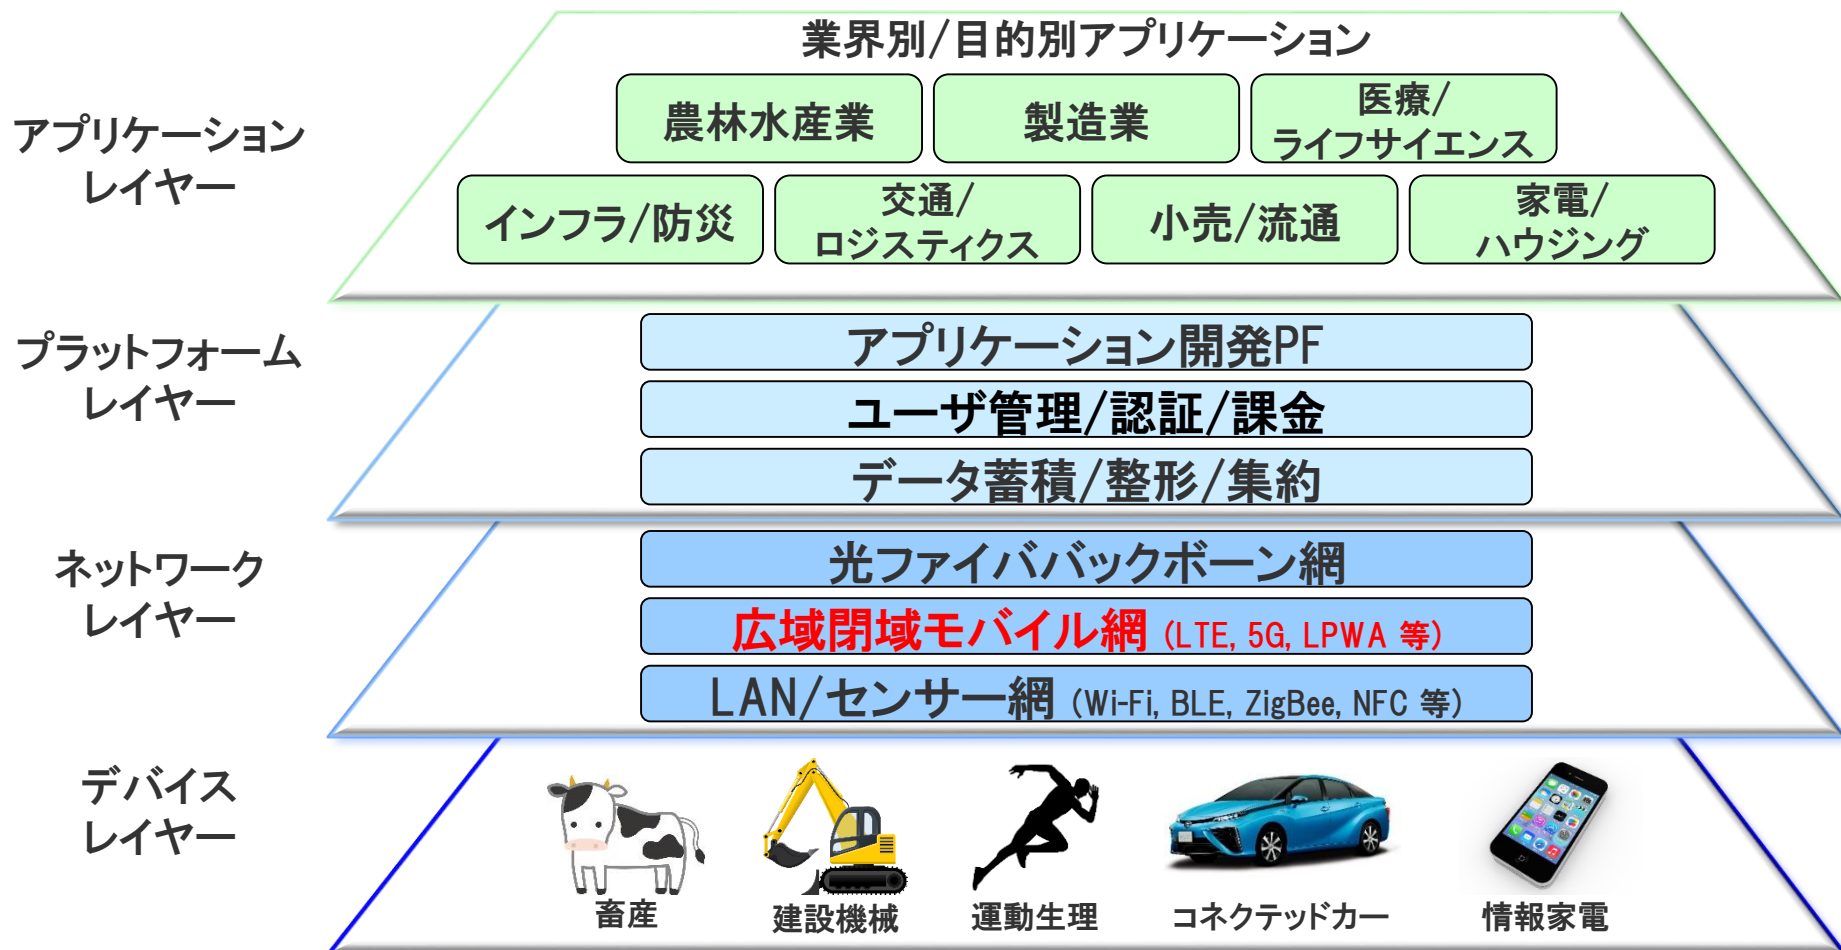 業界別/目的別アプリケーション
アプリケーション
レイヤー
農林水産業
製造業
医療/
ライフサイエンス
インフラ/防災
交通/
ロジスティクス
小売/流通
家電/
ハウジング
プラットフォーム
レイヤー
アプリケーション開発PF
ユーザ管理/認証/課金
データ蓄積/整形/集約
ネットワーク
レイヤー
光ファイババックボーン網
広域閉域モバイル網 (LTE, 5G, LPWA 等)
LAN/センサー網 (Wi-Fi, BLE, ZigBee, NFC 等)
デバイス
レイヤー
畜産
建設機械
運動生理
コネクテッドカー
情報家電